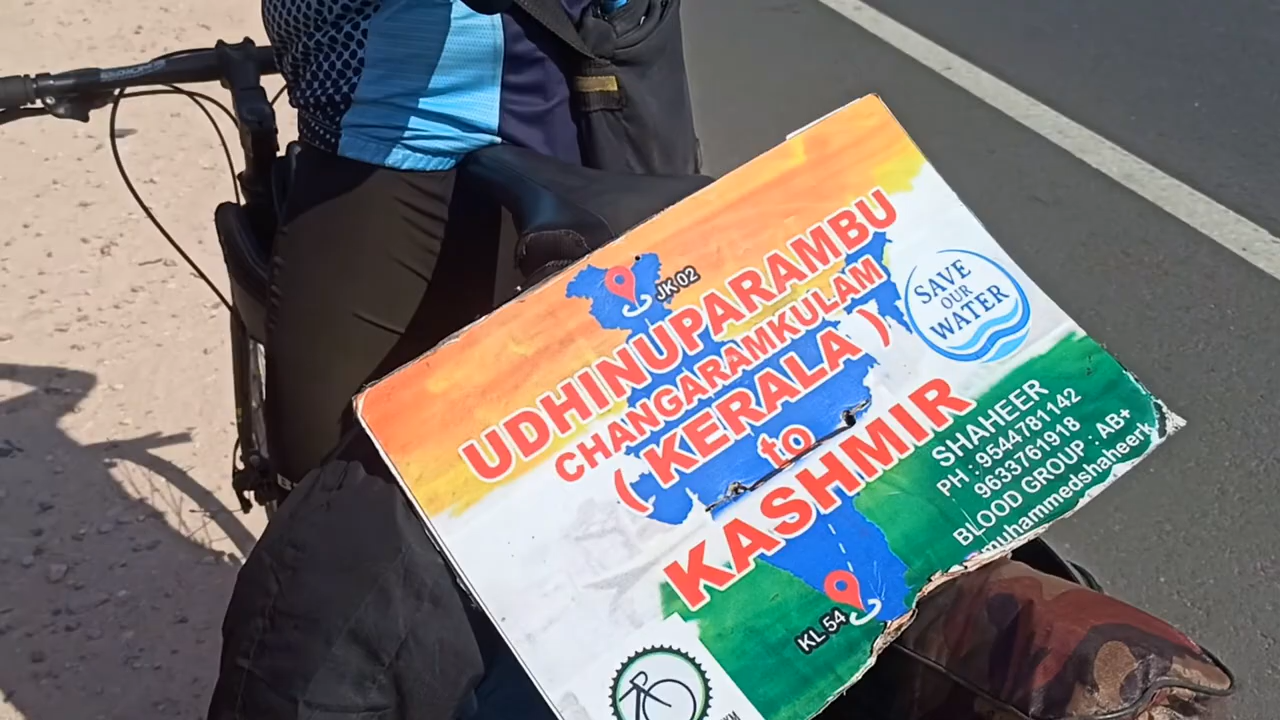 JK 02
UDHINUPARAMBU
CHANGARAMKULAM
( KERALA )
to
KASHMIR
SAVE
OUR
WATER
SHAHEER
PH : 9544781142
9633761918
BLOOD GROUP : AB+
muhammedshaheerk
KL 54
KM